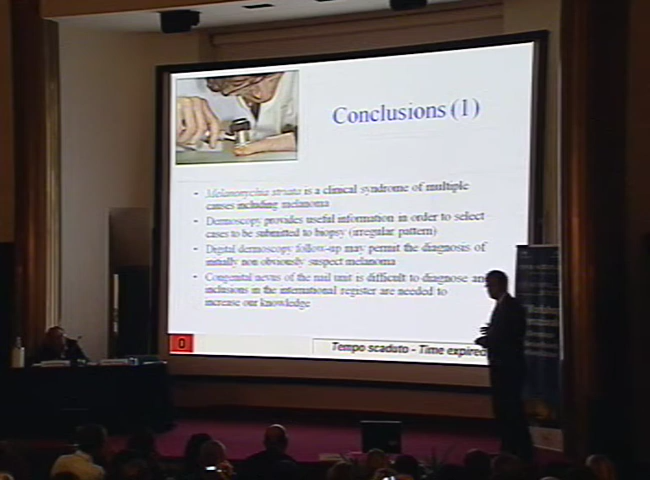 Conclusions (1)
• Melanonychia striata is a clinical syndrome of multiple
causes including melanoma
• Dermoscopy provides useful information in order to select
cases to be submitted to biopsy (irregular pattern)
• Digital dermoscopy follow-up may permit the diagnosis of
initially non obviously suspect melanoma
• Congenital nevus of the nail unit is difficult to diagnose and
inclusions in the international register are needed to
increase our knowledge
0
Tempo scaduto - Time expired